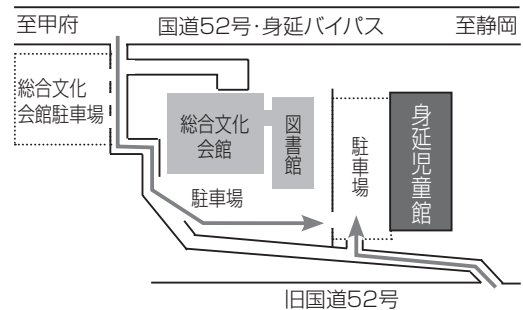 至甲府
国道52号・身延バイパス
至静岡
総合文化
会館駐車場
総合文化
会館
図書館
駐車場
身延児童館
駐車場
旧国道52号